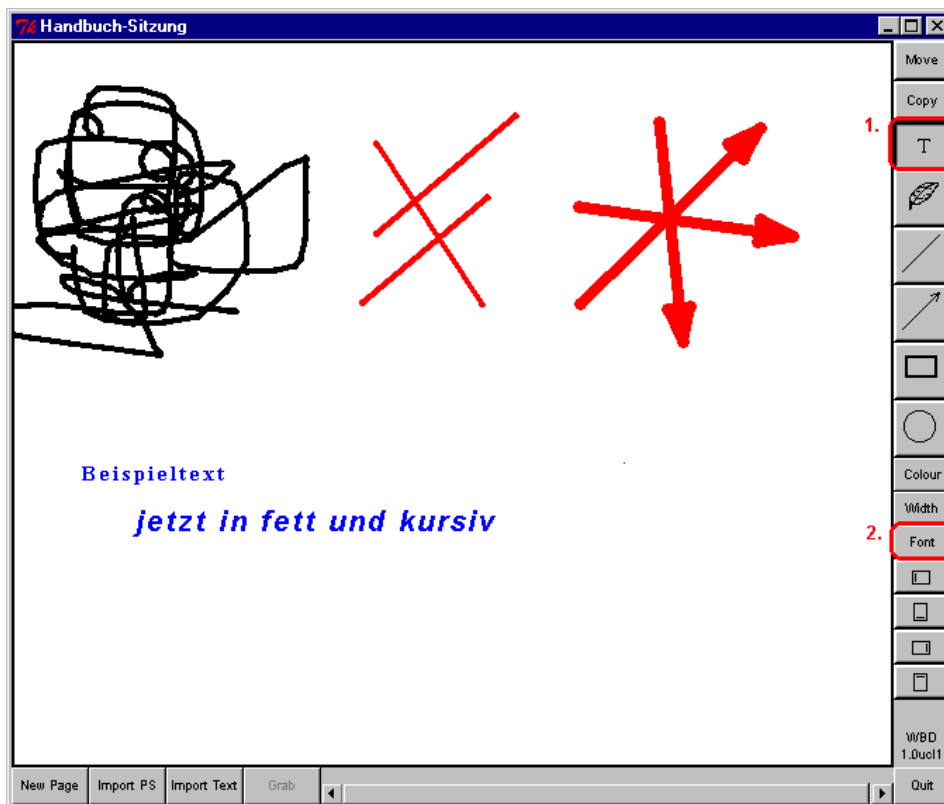 Handbuch-Sitzung
Move
Copy
1.
T
Beispieltext
jetzt in fett und kursiv
Colour
Width
2.
Font
WBD
1.0ucl1
New Page
Import PS
Import Text
Grab
Quit